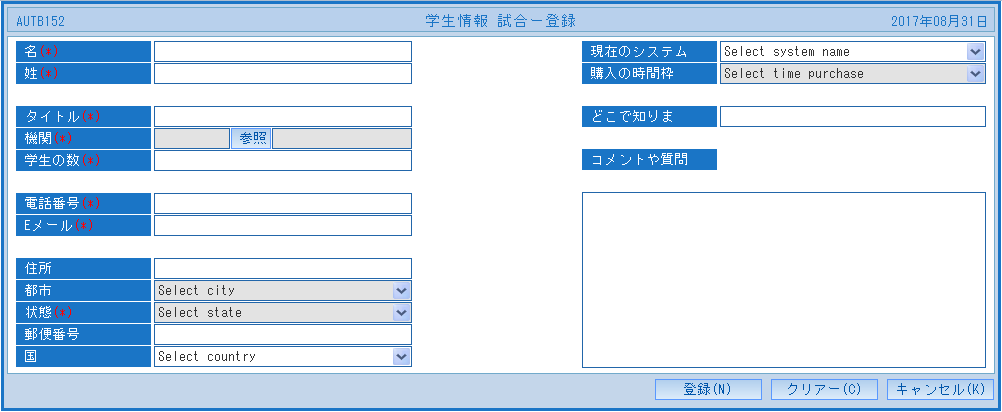 AUTB152
学生情報 試合ー登録
2017年08月31日
名(*)
姓(*)
タイトル(*)
機関(*) 参照
学生の数(*)
電話番号(*)
Eメール(*)
住所
都市 Select city
状態(*) Select state
郵便番号
国 Select country
現在のシステム Select system name
購入の時間枠 Select time purchase
どこで知りま
コメントや質問
登録(N) クリアー(C) キャンセル(K)